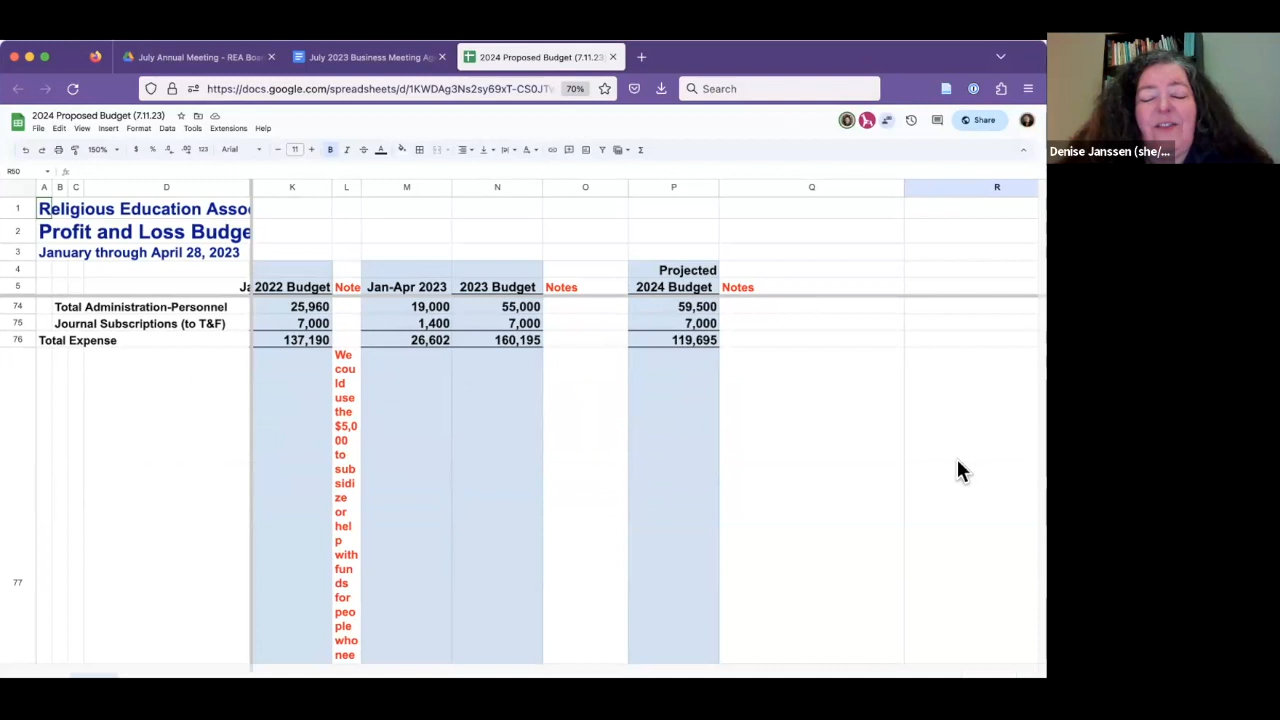 July Annual Meeting - REA Boa
July 2023 Business Meeting Ag
2024 Proposed Budget (7.11.23)
https://docs.google.com/spreadsheets/d/1KWDAg3Ns2sy69xT-CS0JTw
70%
Search
2024 Proposed Budget (7.11.23)
File Edit View Insert Format Data Tools Extensions Help
Share
Denise Janssen (she/...
150% $ % .0 .00 123 Arial 11 B I A
R50 fx
A B C D K L M N O P Q R
1 Religious Education Asso
2 Profit and Loss Budge
3 January through April 28, 2023
4 Projected
5 Ja 2022 Budget Note Jan-Apr 2023 2023 Budget Notes 2024 Budget Notes
74 Total Administration-Personnel 25,960 19,000 55,000 59,500
75 Journal Subscriptions (to T&F) 7,000 1,400 7,000 7,000
76 Total Expense 137,190 26,602 160,195 119,695
We
cou
ld
use
the
$5,0
00
to
sub
sidi
ze
or
hel
p
with
fun
77
ds
for
peo
ple
who
nee